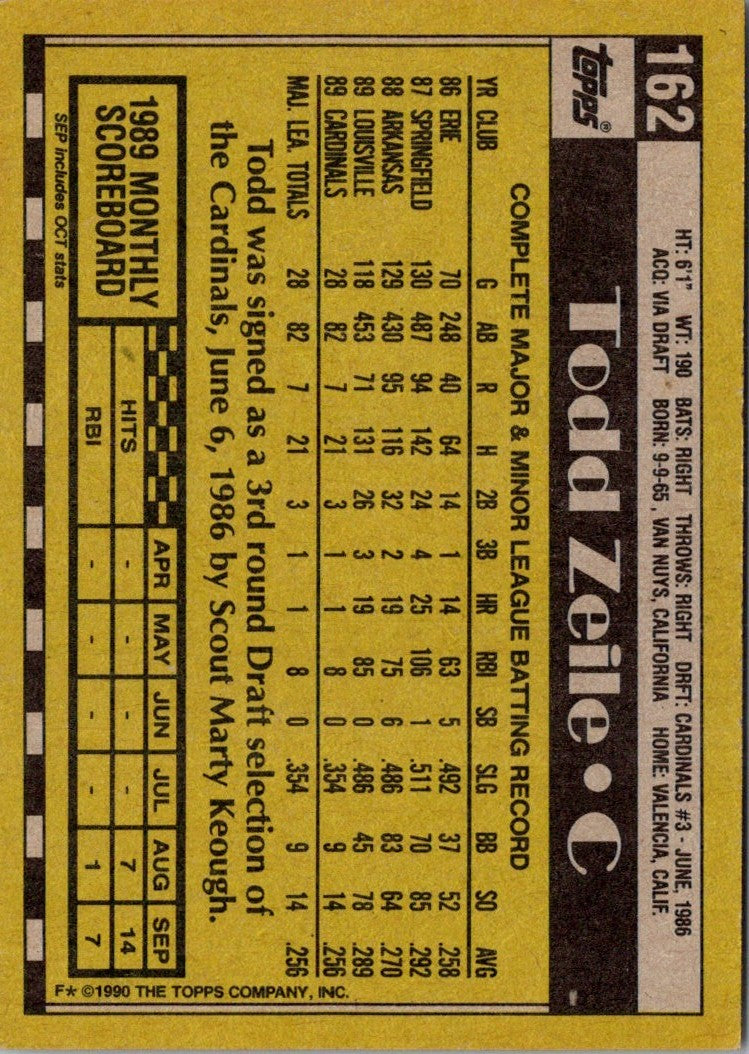 162
HT: 6'1" WT: 190 BATS: RIGHT THROWS: RIGHT DRFT: CARDINALS #3 - JUNE, 1986
ACQ: VIA DRAFT BORN: 9-9-65, VAN NUYS, CALIFORNIA HOME: VALENCIA, CALIF.
Topps®
Todd Zeile • C
COMPLETE MAJOR & MINOR LEAGUE BATTING RECORD
YR CLUB G AB R H 2B 3B HR RBI SB SLG BB SO AVG
86 ERIE 70 248 40 64 14 1 14 63 5 .492 37 52 .258
87 SPRINGFIELD 130 487 94 142 24 4 25 106 1 .511 70 85 .292
88 ARKANSAS 129 430 95 116 32 2 19 75 6 .486 83 64 .270
89 LOUISVILLE 118 453 71 131 26 3 19 85 0 .486 45 78 .289
89 CARDINALS 28 82 7 21 3 1 1 8 0 .354 9 14 .256
MAJ. LEA. TOTALS 28 82 7 21 3 1 1 8 0 .354 9 14 .256
Todd was signed as a 3rd round Draft selection of
the Cardinals, June 6, 1986 by Scout Marty Keough.
1989 MONTHLY
SCOREBOARD
APR MAY JUN JUL AUG SEP
HITS - - - - 7 14
RBI - - - - 1 7
SEP includes OCT stats
F* ©1990 THE TOPPS COMPANY, INC.